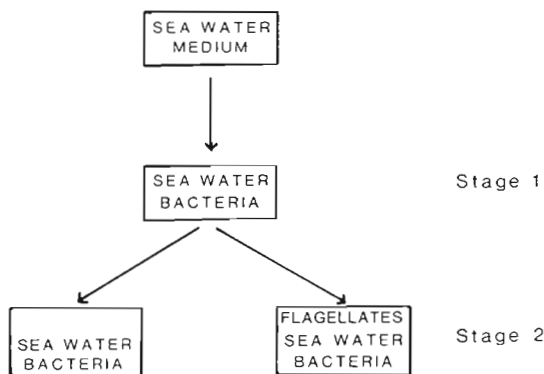 SEA WATER
MEDIUM
SEA WATER
BACTERIA
Stage 1
SEA WATER
BACTERIA
FLAGELLATES
SEA WATER
BACTERIA
Stage 2